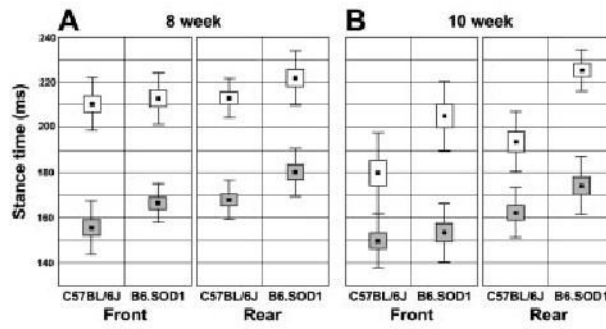 A 8 week
B 10 week
Stance time (ms)
240
220
200
180
160
140
C57BL/6J B6.SOD1 C57BL/6J B6.SOD1 C57BL/6J B6.SOD1 C57BL/6J B6.SOD1
Front Rear Front Rear